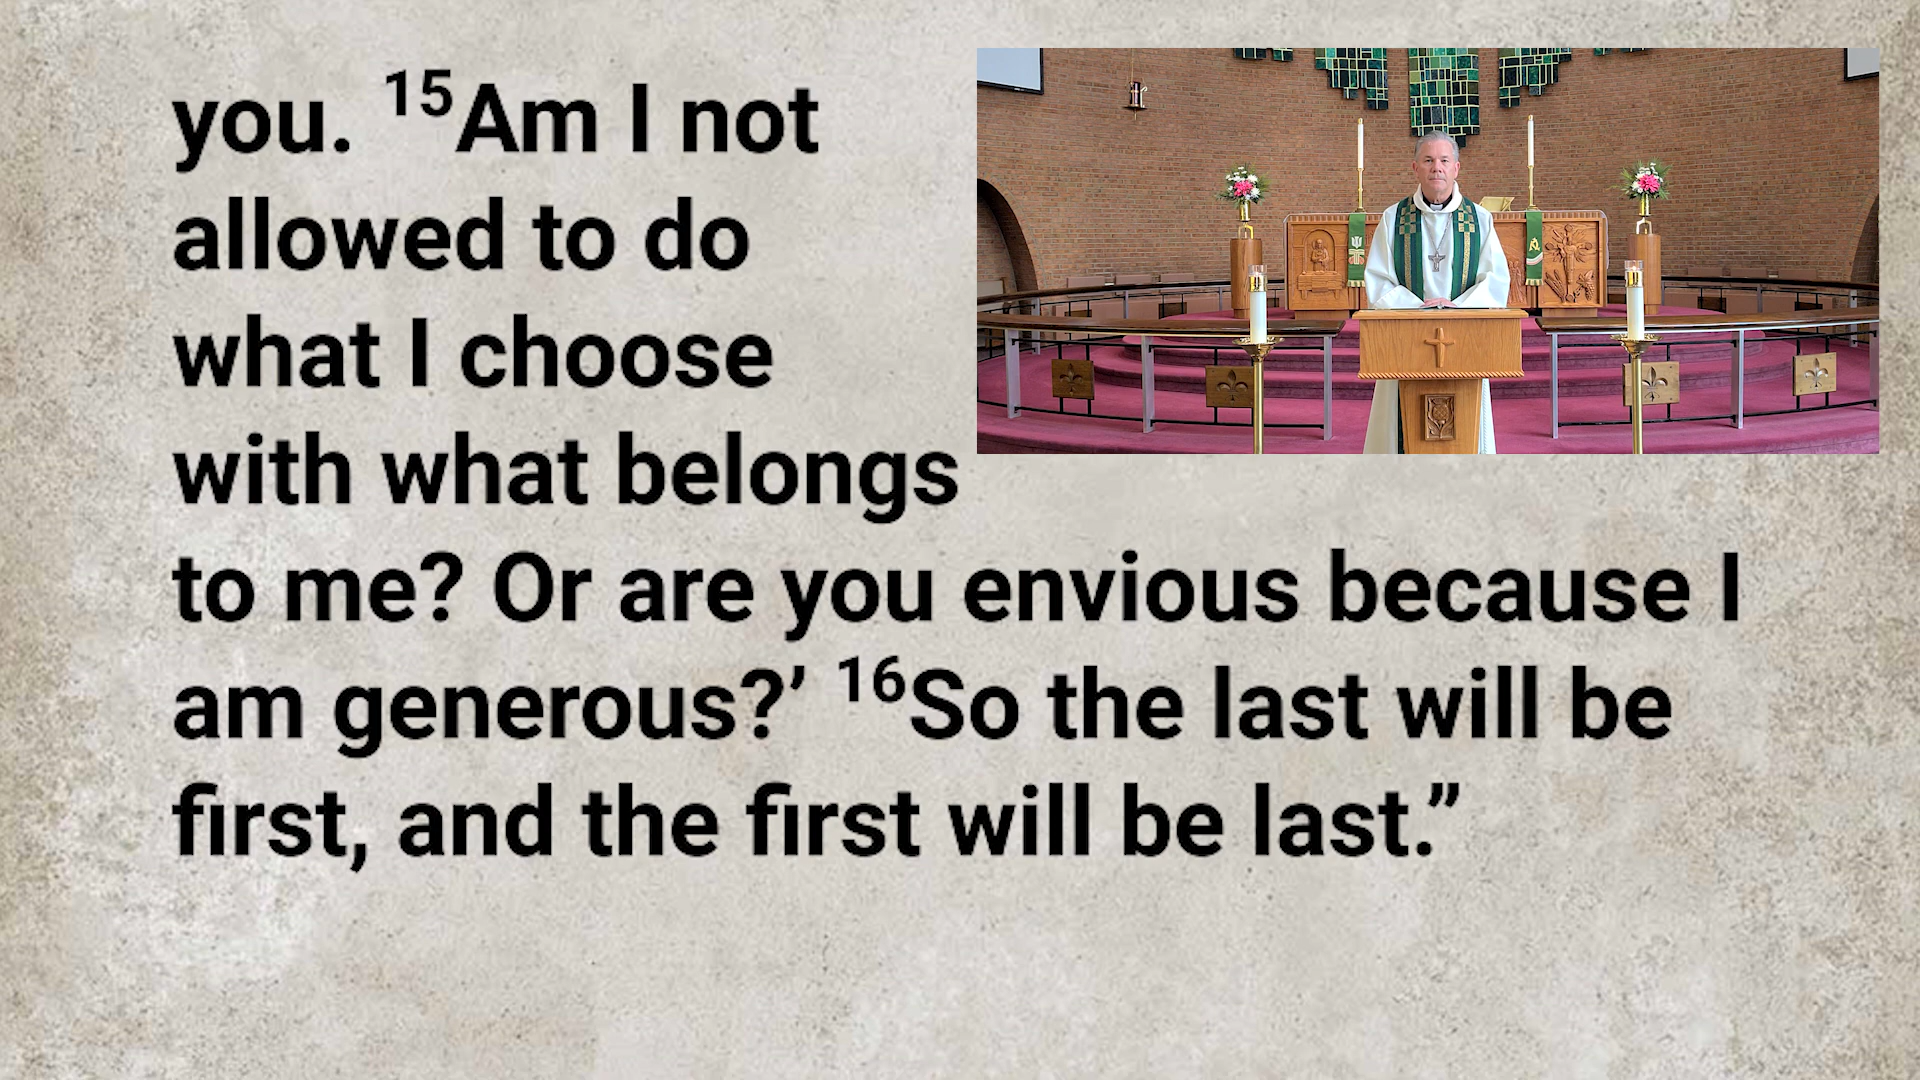 you. ¹⁵Am I not
allowed to do
what I choose
with what belongs
to me? Or are you envious because I
am generous?’ ¹⁶So the last will be
first, and the first will be last.”